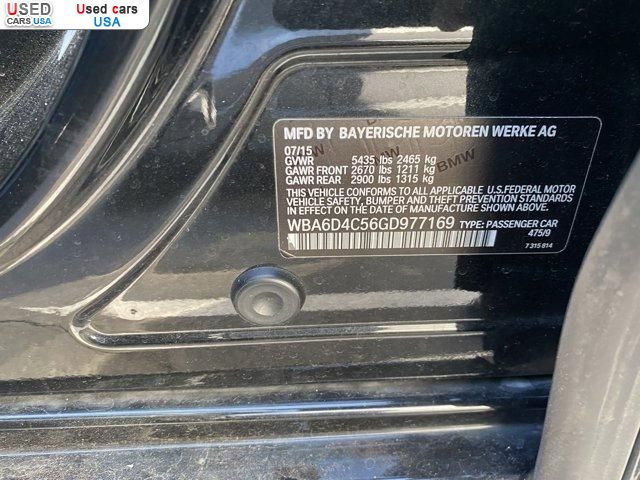 USED
CARS USA
Used cars
USA
MFD BY BAYERISCHE MOTOREN WERKE AG
07/15
GVWR 5435 lbs 2465 kg
GAWR FRONT 2670 lbs 1211 kg
GAWR REAR 2900 lbs 1315 kg
BMW
THIS VEHICLE CONFORMS TO ALL APPLICABLE U.S.FEDERAL MOTOR
VEHICLE SAFETY, BUMPER, AND THEFT PREVENTION STANDARDS
IN EFFECT ON THE DATE OF MANUFACTURE SHOWN ABOVE.
WBA6D4C56GD977169 TYPE: PASSENGER CAR
475/9
7 315 814